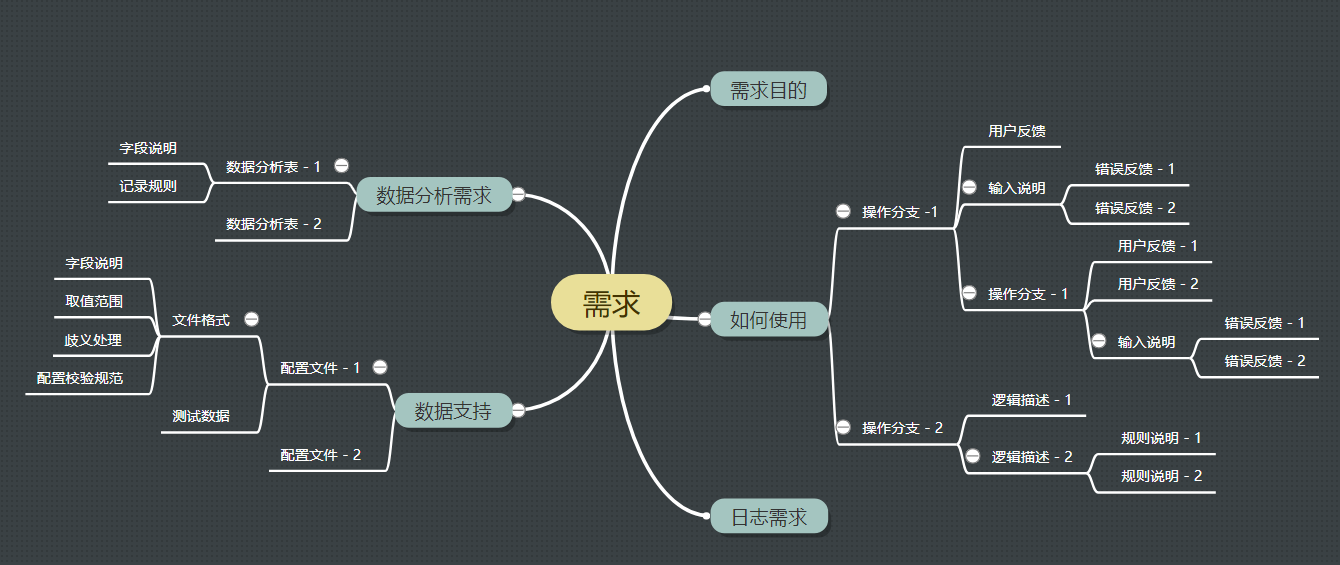 需求
需求目的
如何使用
操作分支 -1
用户反馈
输入说明
错误反馈 - 1
错误反馈 - 2
操作分支 - 1
用户反馈 - 1
用户反馈 - 2
输入说明
错误反馈 - 1
错误反馈 - 2
操作分支 - 2
逻辑描述 - 1
逻辑描述 - 2
规则说明 - 1
规则说明 - 2
日志需求
数据分析需求
数据分析表 - 1
字段说明
记录规则
数据分析表 - 2
数据支持
配置文件 - 1
文件格式
字段说明
取值范围
歧义处理
配置校验规范
测试数据
配置文件 - 2